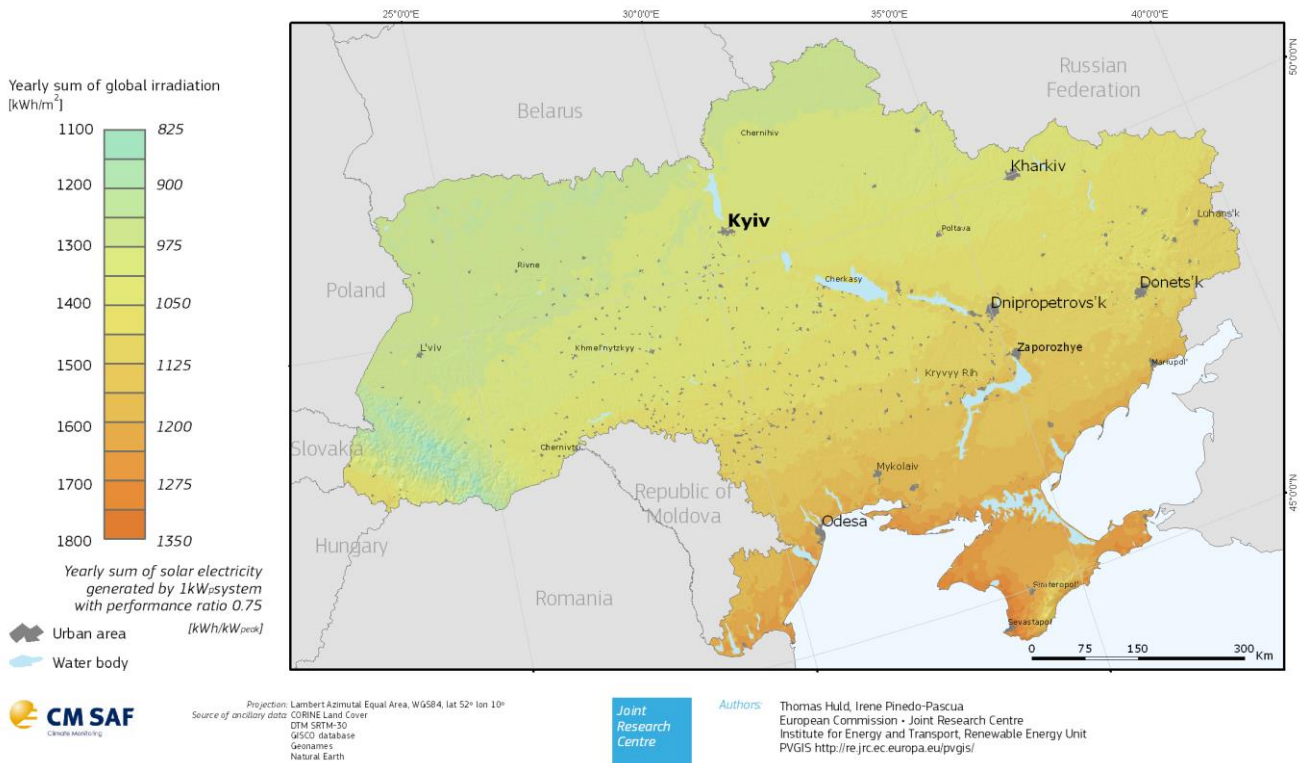 25°0'0"E
30°0'0"E
35°0'0"E
40°0'0"E
50°0'0"N
45°0'0"N
Yearly sum of global irradiation
[kWh/m²]
1100 825
1200 900
1300 975
1400 1050
1500 1125
1600 1200
1700 1275
1800 1350
Yearly sum of solar electricity
generated by 1kWpsystem
with performance ratio 0.75
[kWh/kWpeak]
Urban area
Water body
Belarus
Russian
Federation
Chernihiv
Kharkiv
Kyiv
Luhans'k
Poltava
Rivne
Poland
Cherkasy
Donets'k
Dnipropetrovs'k
L'viv
Khmel'nytzkyy
Zaporozhye
Mariupol'
Kryvyy Rih
Slovakia
Chernivtsi
Mykolaiv
Republic of
Moldova
Odesa
Hungary
Romania
Simferopol'
Sevastapol
0 75 150 300
Km
CM SAF
Climate Monitoring
Projection: Lambert Azimutal Equal Area, WGS84, lat 52° lon 10°
Source of ancillary data: CORINE Land Cover
DTM SRTM-30
GISCO database
Geonames
Natural Earth
Joint
Research
Centre
Authors: Thomas Huld, Irene Pinedo-Pascua
European Commission • Joint Research Centre
Institute for Energy and Transport, Renewable Energy Unit
PVGIS http://re.jrc.ec.europa.eu/pvgis/